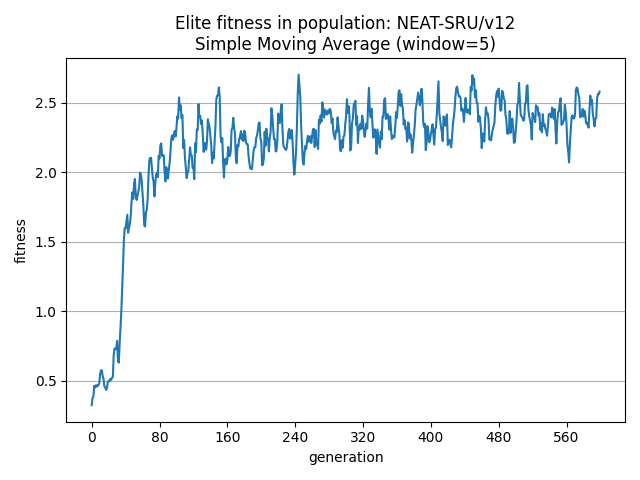 Elite fitness in population: NEAT-SRU/v12
Simple Moving Average (window=5)
2.5
2.0
1.5
1.0
0.5
fitness
0 80 160 240 320 400 480 560
generation